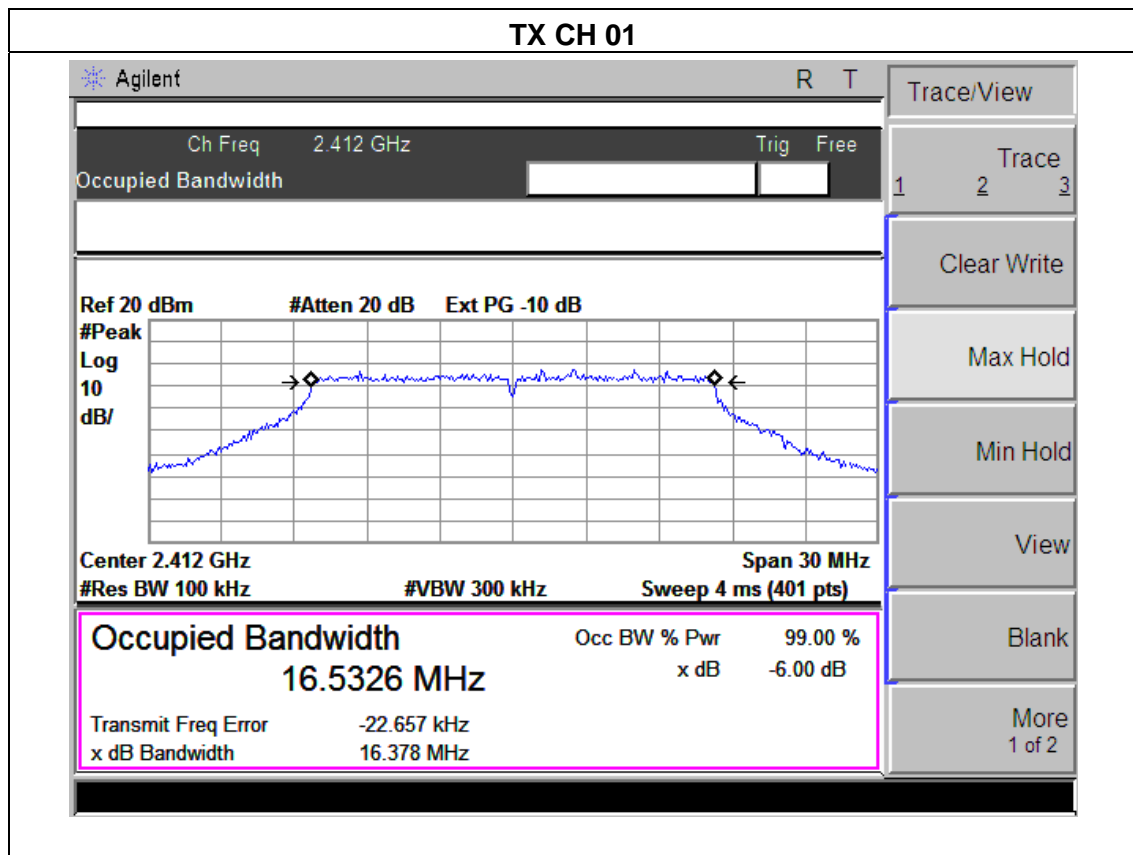 TX CH 01
Agilent R T
Trace/View
Ch Freq 2.412 GHz Trig Free
Occupied Bandwidth
Trace
1 2 3
Clear Write
Ref 20 dBm #Atten 20 dB Ext PG -10 dB
#Peak
Log
10
dB/
Max Hold
Min Hold
View
Center 2.412 GHz Span 30 MHz
#Res BW 100 kHz #VBW 300 kHz Sweep 4 ms (401 pts)
Occupied Bandwidth Occ BW % Pwr 99.00 %
16.5326 MHz x dB -6.00 dB
Blank
Transmit Freq Error -22.657 kHz
x dB Bandwidth 16.378 MHz
More
1 of 2